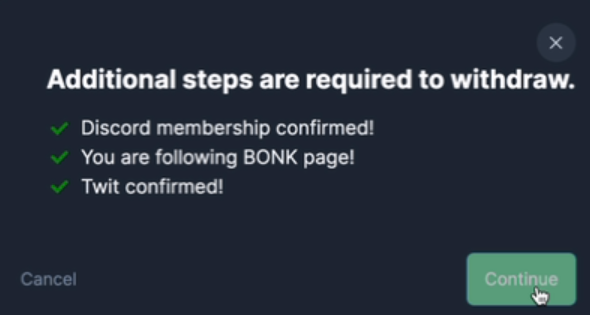 Additional steps are required to withdraw.
Discord membership confirmed!
You are following BONK page!
Twit confirmed!
Cancel
Continue